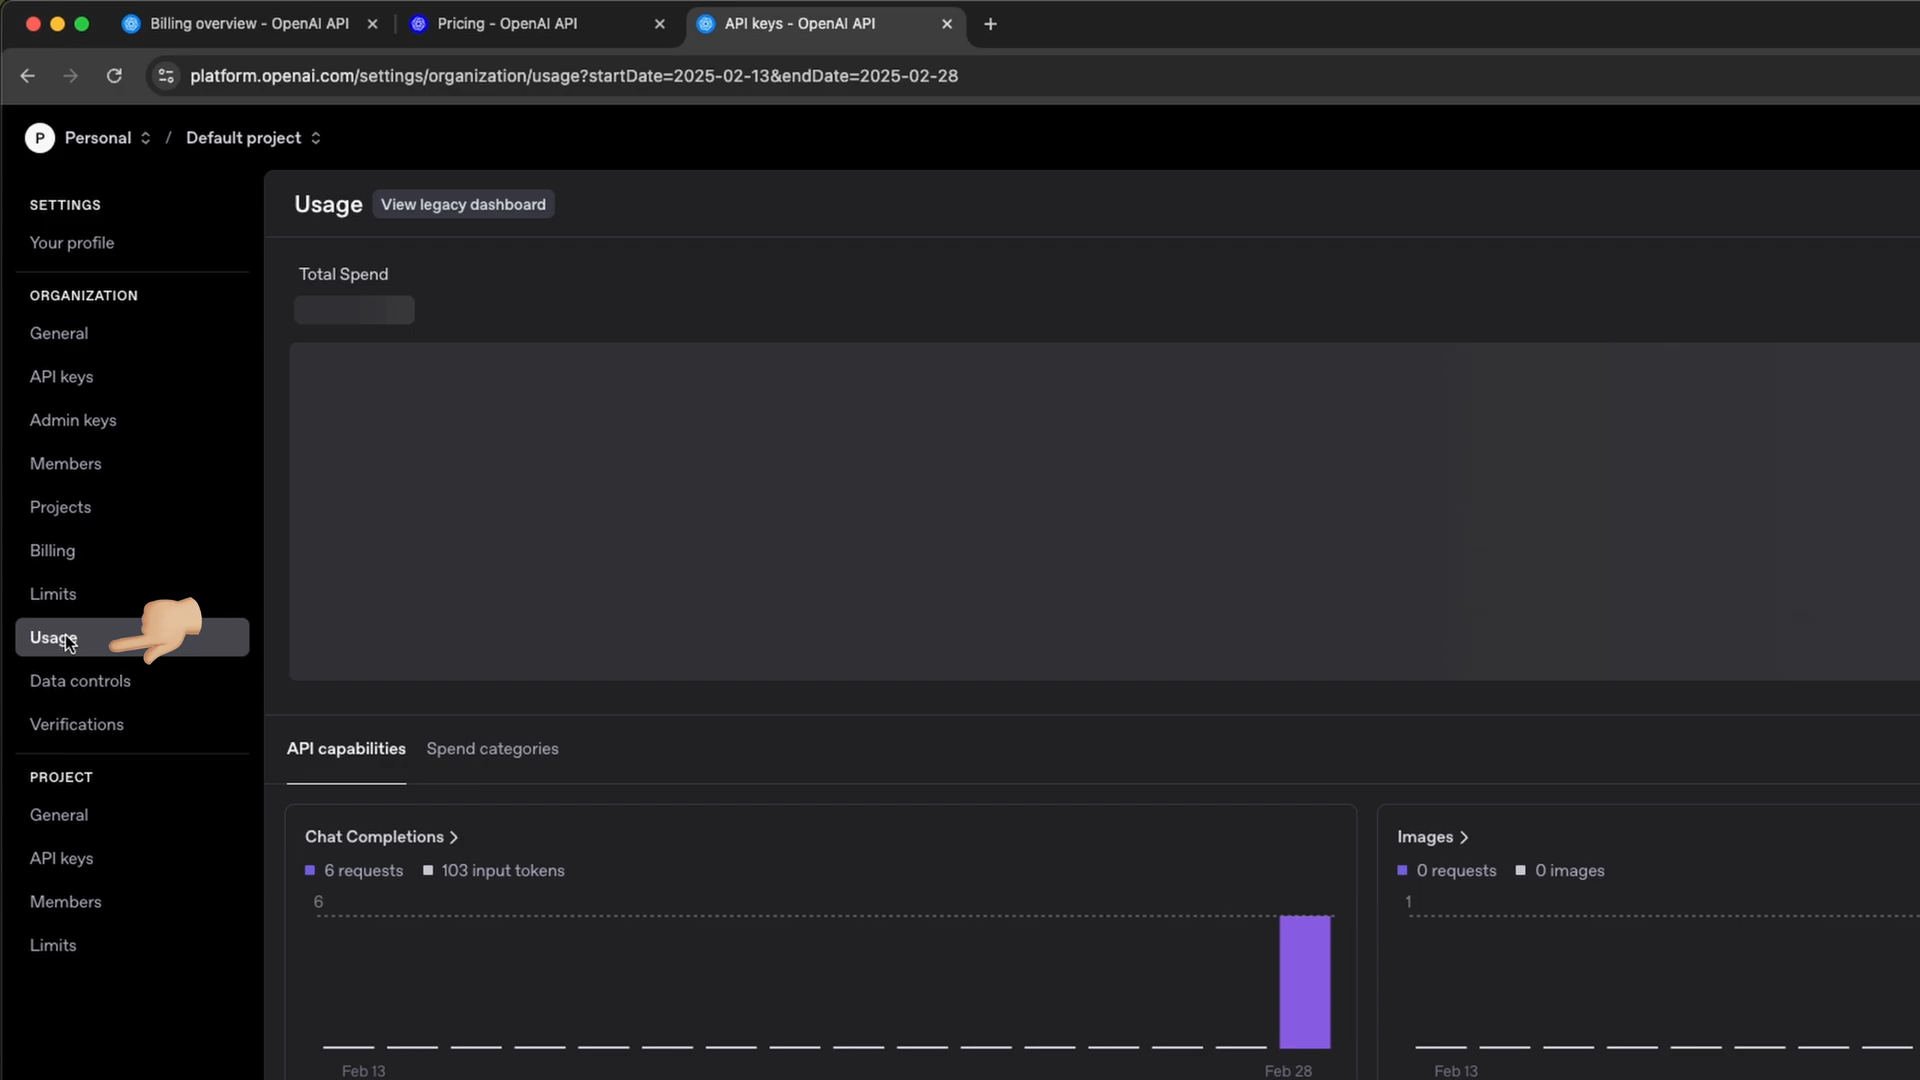 Billing overview - OpenAI API
Pricing - OpenAI API
API keys - OpenAI API
platform.openai.com/settings/organization/usage?startDate=2025-02-13&endDate=2025-02-28
P Personal / Default project
SETTINGS
Your profile
ORGANIZATION
General
API keys
Admin keys
Members
Projects
Billing
Limits
Usage
Data controls
Verifications
PROJECT
General
API keys
Members
Limits
Usage View legacy dashboard
Total Spend
API capabilities Spend categories
Chat Completions
6 requests 103 input tokens
6
Feb 13 Feb 28
Images
0 requests 0 images
1
Feb 13